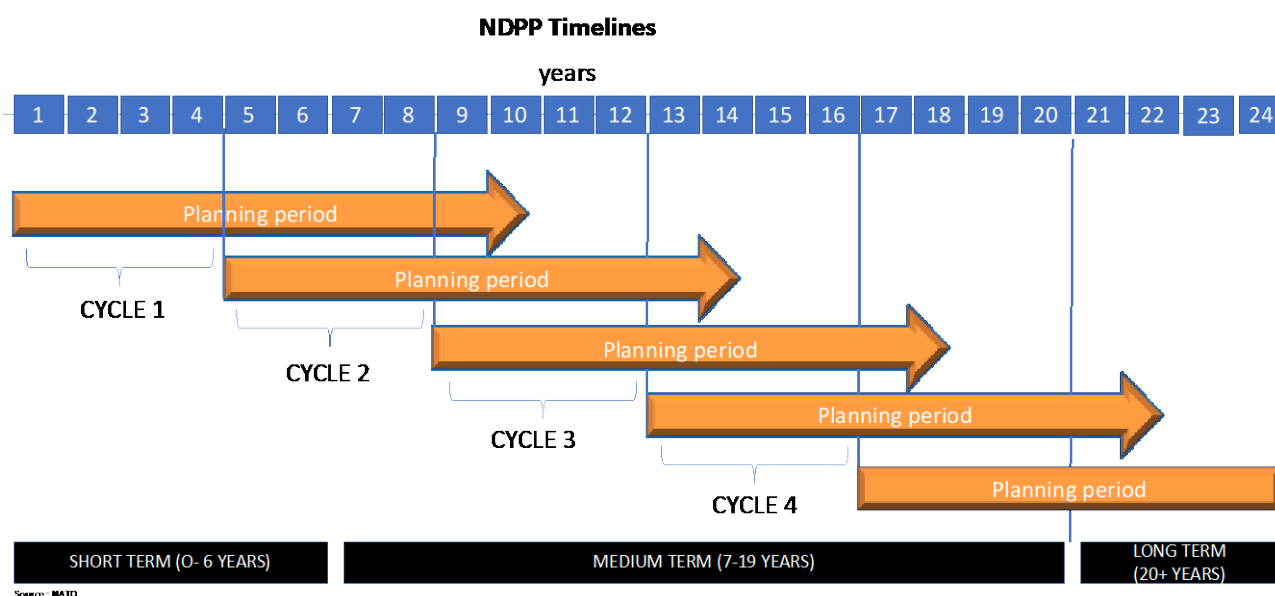 NDPP Timelines
years
1 2 3 4 5 6 7 8 9 10 11 12 13 14 15 16 17 18 19 20 21 22 23 24
Planning period
CYCLE 1
Planning period
CYCLE 2
Planning period
CYCLE 3
Planning period
CYCLE 4
Planning period
SHORT TERM (O- 6 YEARS)
MEDIUM TERM (7-19 YEARS)
LONG TERM
(20+ YEARS)
Source : NATO